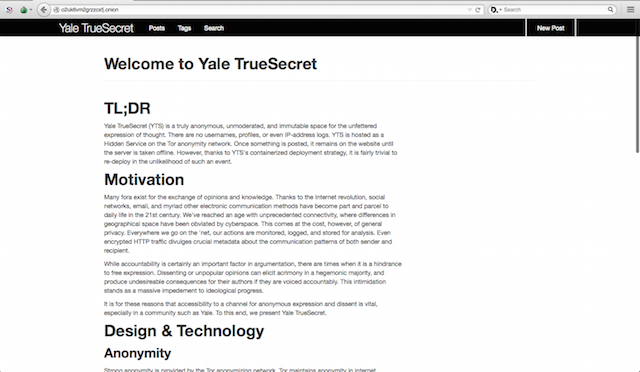 Search
Yale TrueSecret Posts Tags Search New Post
Welcome to Yale TrueSecret
TL;DR
Yale TrueSecret (YTS) is a truly anonymous, unmoderated, and immutable space for the unfettered
expression of thought. There are no usernames, profiles, or even IP-address logs. YTS is hosted as a
Hidden Service on the Tor anonymity network. Once something is posted, it remains on the website until
the server is taken offline. However, thanks to YTS's containerized deployment strategy, it is fairly trivial to
re-deploy in the unlikelihood of such an event.
Motivation
Many fora exist for the exchange of opinions and knowledge. Thanks to the Internet revolution, social
networks, email, and myriad other electronic communication methods have become part and parcel to
daily life in the 21st century. We've reached an age with unprecedented connectivity, where differences in
geographical space have been obviated by cyberspace. This comes at the cost, however, of general
privacy. Everywhere we go on the 'net, our actions are monitored, logged, and stored for analysis. Even
encrypted HTTP traffic divulges crucial metadata about the communication patterns of both sender and
recipient.
While accountability is certainly an important factor in argumentation, there are times when it is a hindrance
to free expression. Dissenting or unpopular opinions can elicit acrimony in a hegemonic majority, and
produce undesirable consequences for their authors if they are voiced accountably. This intimidation
stands as a massive impedement to ideological progress.
It is for these reasons that accessibility to a channel for anonymous expression and dissent is vital,
especially in a community such as Yale. To this end, we present Yale TrueSecret.
Design & Technology
Anonymity
Strong anonymity is provided by the Tor anonymizing network. Tor maintains anonymity in internet